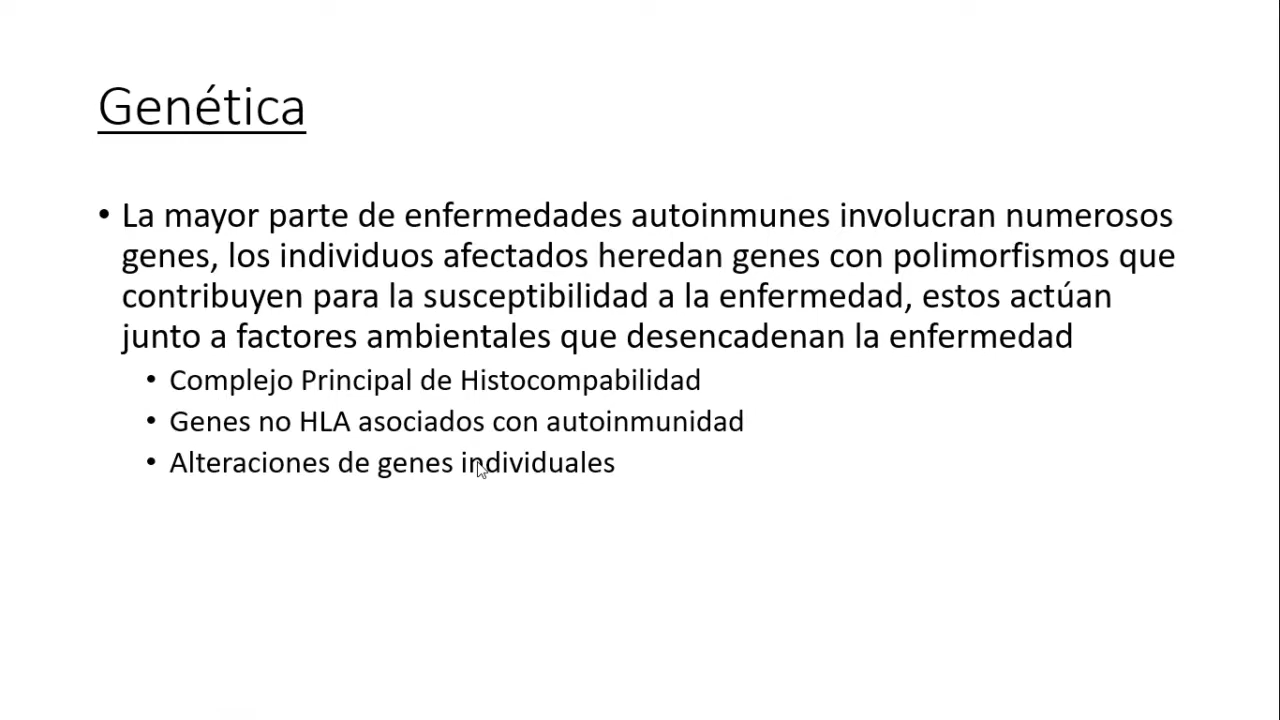 Genética
• La mayor parte de enfermedades autoinmunes involucran numerosos
genes, los individuos afectados heredan genes con polimorfismos que
contribuyen para la susceptibilidad a la enfermedad, estos actúan
junto a factores ambientales que desencadenan la enfermedad
• Complejo Principal de Histocompabilidad
• Genes no HLA asociados con autoinmunidad
• Alteraciones de genes individuales